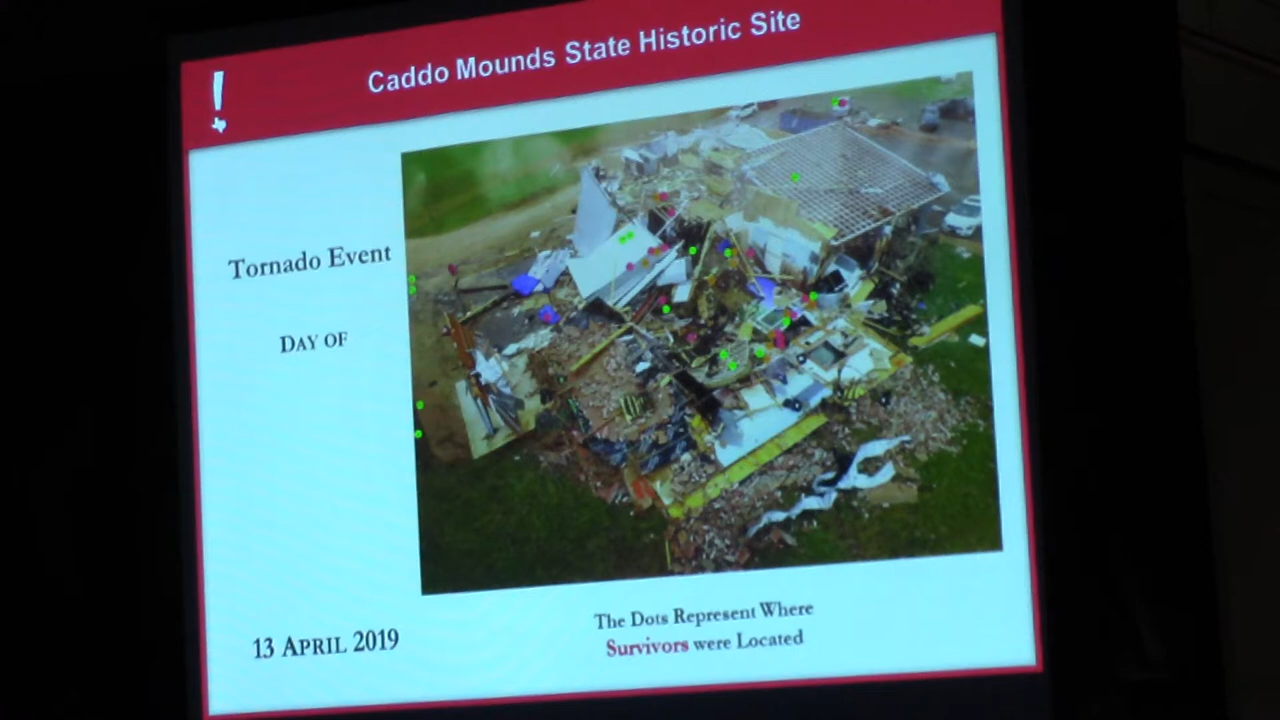 Caddo Mounds State Historic Site
Tornado Event
DAY OF
13 APRIL 2019
The Dots Represent Where
Survivors were Located